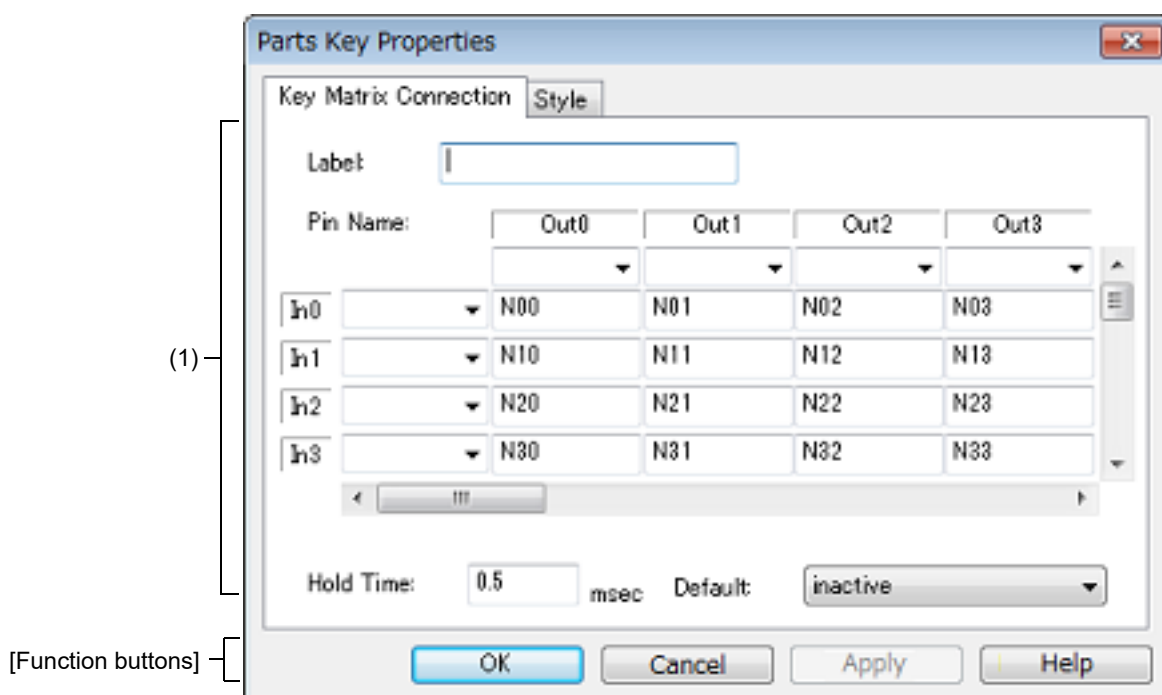 Parts Key Properties
Key Matrix Connection Style
Label:
Pin Name: Out0 Out1 Out2 Out3
In0 N00 N01 N02 N03
(1)
In1 N10 N11 N12 N13
In2 N20 N21 N22 N23
In3 N30 N31 N32 N33
Hold Time: 0.5 msec Default: inactive
[Function buttons]
OK Cancel Apply Help